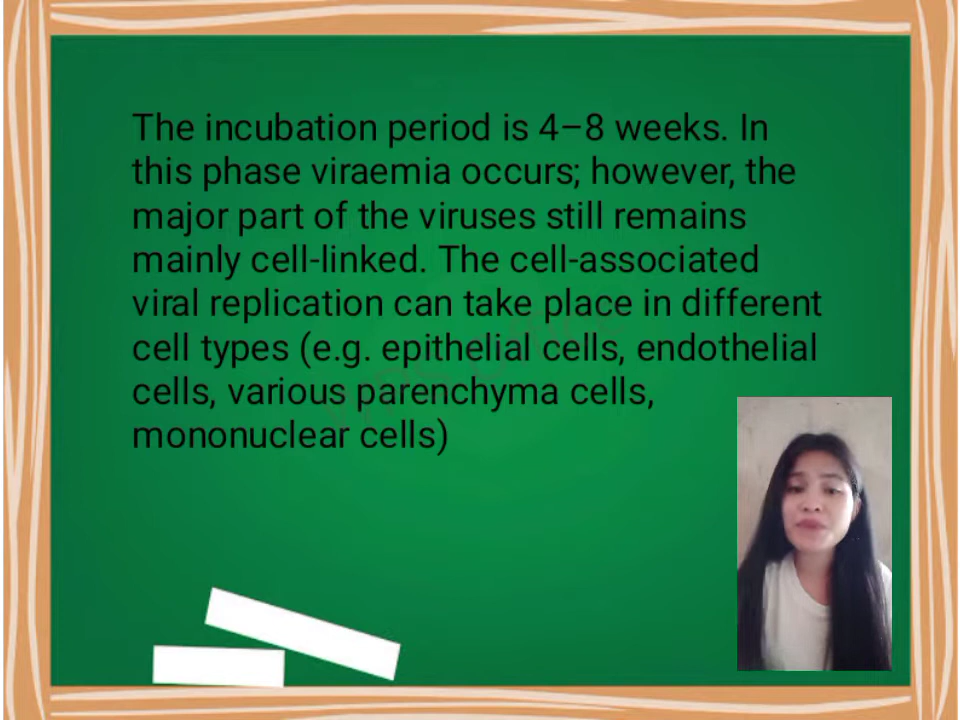 The incubation period is 4–8 weeks. In
this phase viraemia occurs; however, the
major part of the viruses still remains
mainly cell-linked. The cell-associated
viral replication can take place in different
cell types (e.g. epithelial cells, endothelial
cells, various parenchyma cells,
mononuclear cells)